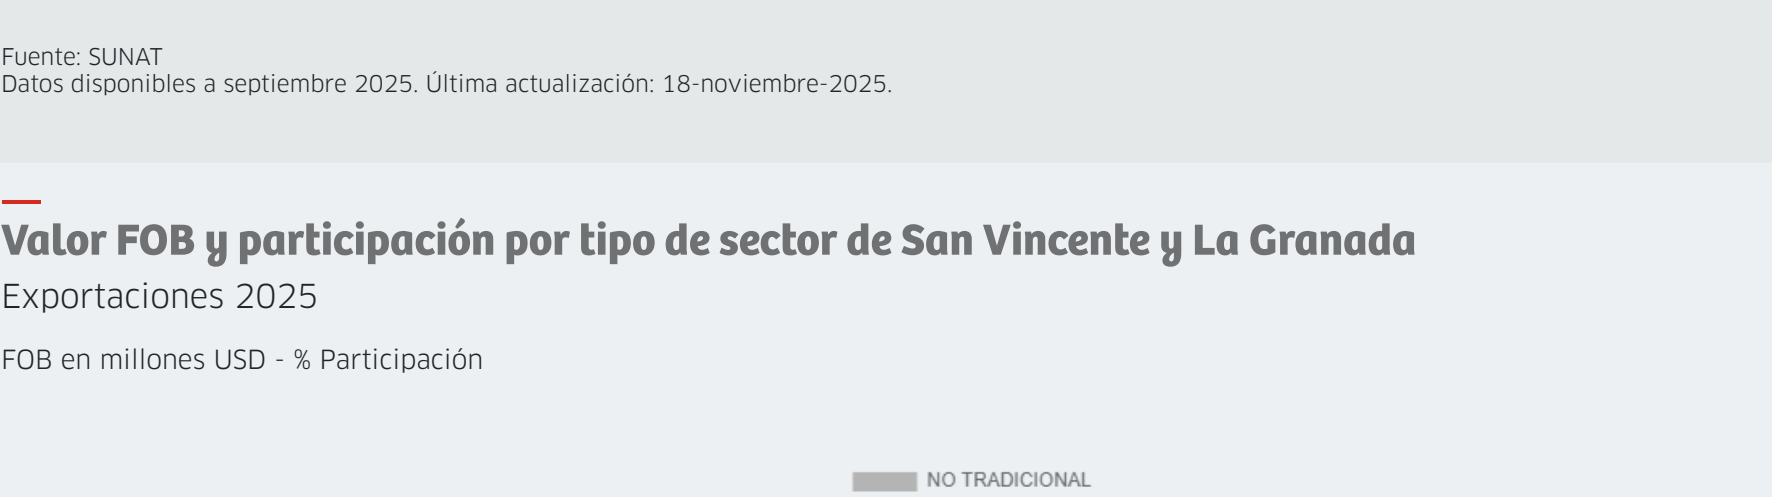 Fuente: SUNAT
Datos disponibles a septiembre 2025. Última actualización: 18-noviembre-2025.
Valor FOB y participación por tipo de sector de San Vincente y La Granada
Exportaciones 2025
FOB en millones USD - % Participación
NO TRADICIONAL